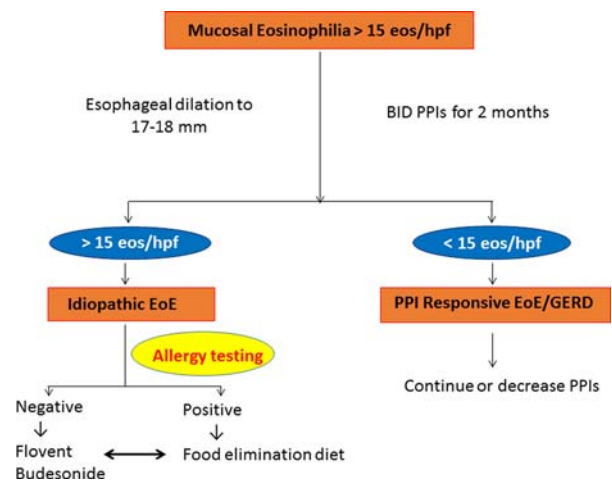 Mucosal Eosinophilia > 15 eos/hpf
Esophageal dilation to
17-18 mm
BID PPIs for 2 months
> 15 eos/hpf
< 15 eos/hpf
Idiopathic EoE
PPI Responsive EoE/GERD
Allergy testing
Continue or decrease PPIs
Negative
Positive
Flovent
Budesonide
Food elimination diet